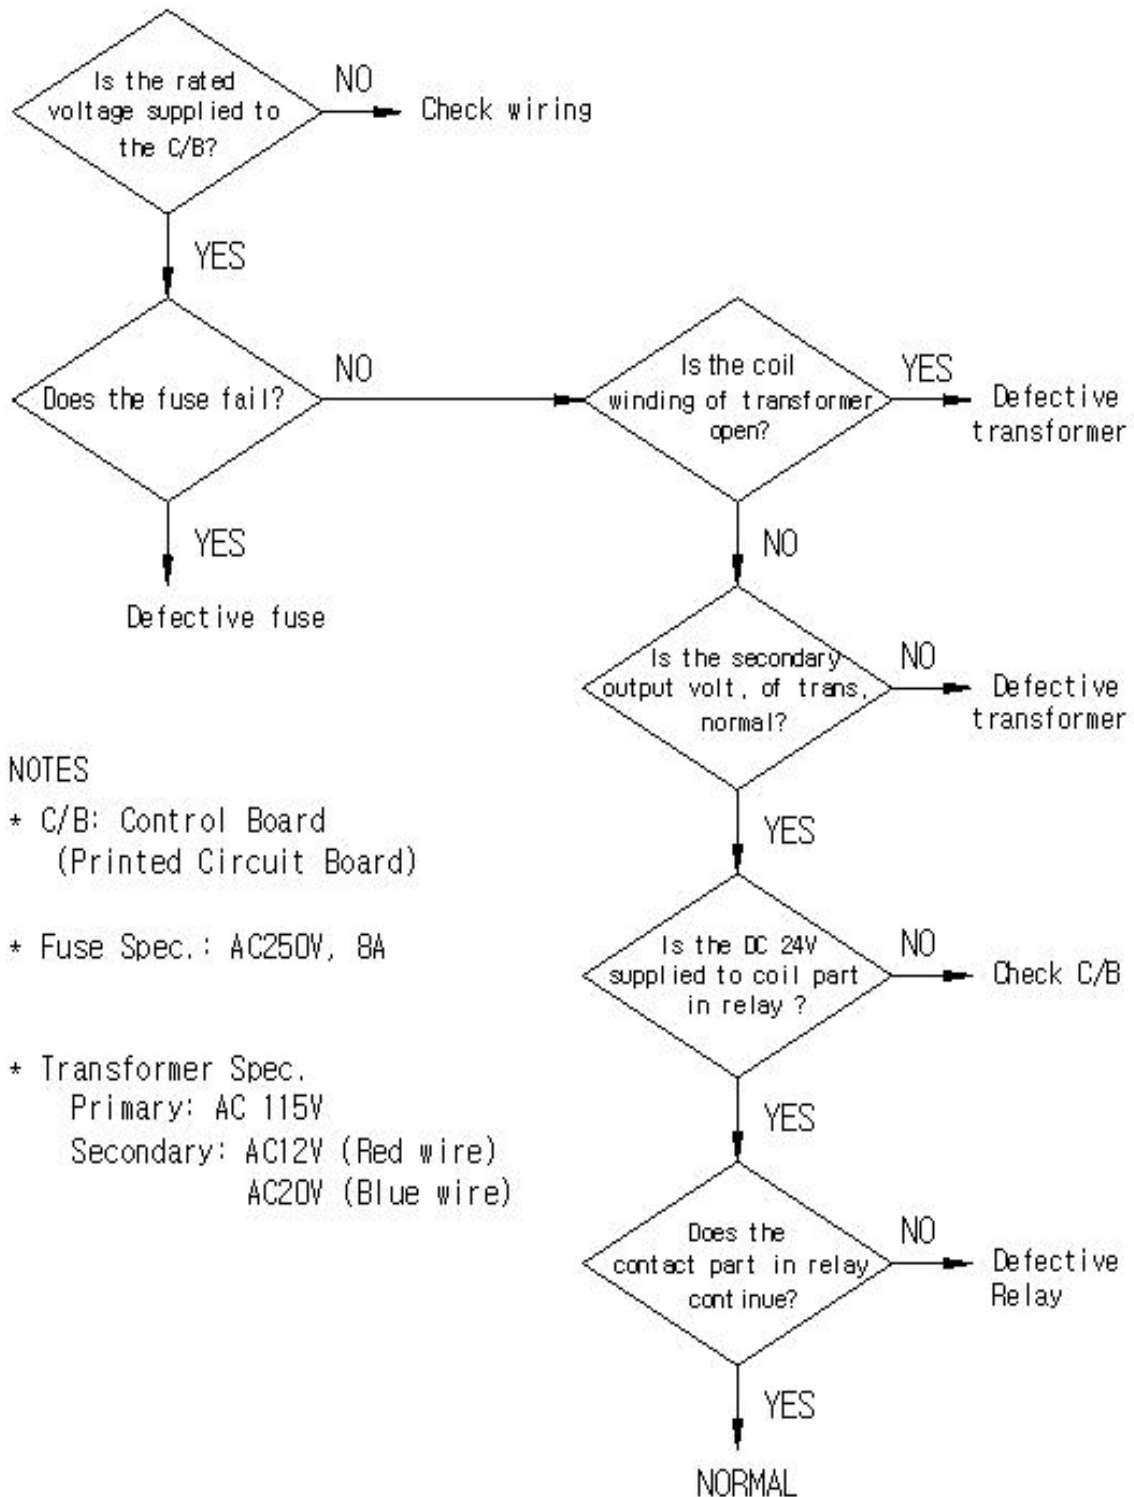 Is the rated
voltage supplied to
the C/B?
NO
Check wiring
YES
Does the fuse fail?
NO
YES
Defective fuse
Is the coil
winding of transformer
open?
YES
Defective
transformer
NO
Is the secondary
output volt, of trans,
normal?
NO
Defective
transformer
YES
Is the DC 24V
supplied to coil part
in relay ?
NO
Check C/B
YES
Does the
contact part in relay
continue?
NO
Defective
Relay
YES
NORMAL
NOTES
* C/B: Control Board
(Printed Circuit Board)
* Fuse Spec.: AC250V, 8A
* Transformer Spec.
Primary: AC 115V
Secondary: AC12V (Red wire)
AC20V (Blue wire)